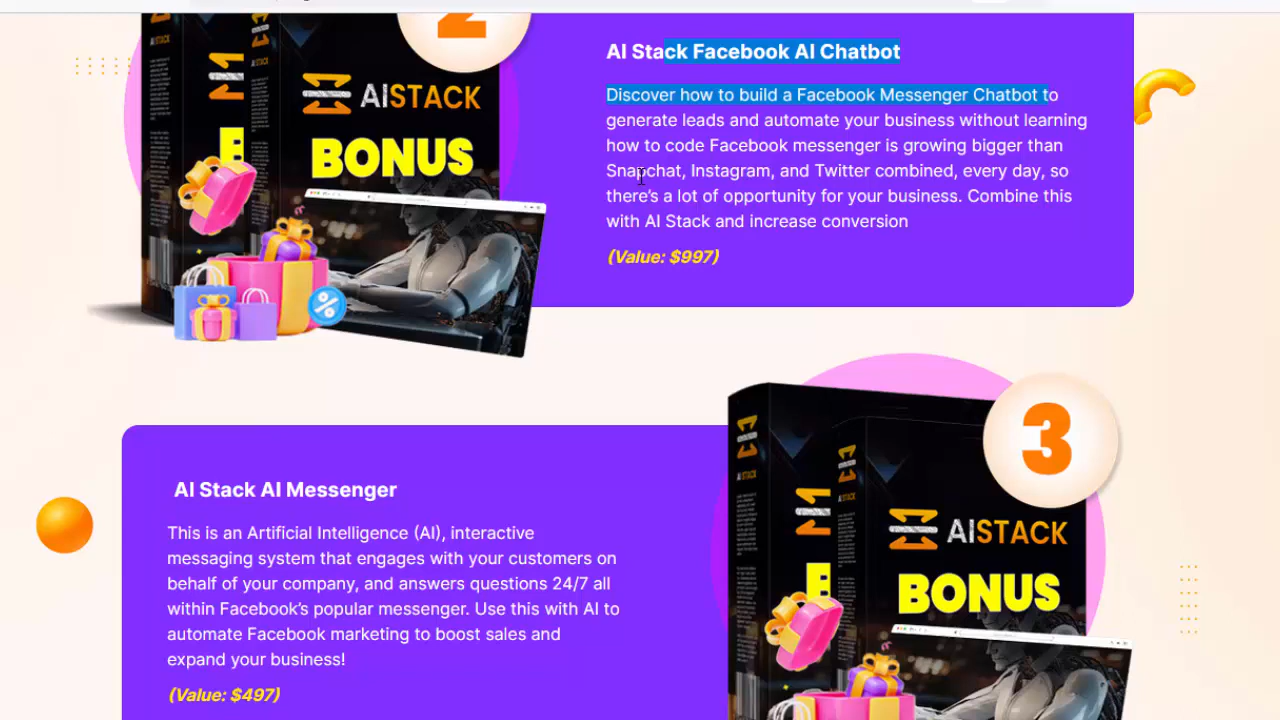 2
AI Stack Facebook AI Chatbot
Discover how to build a Facebook Messenger Chatbot to
generate leads and automate your business without learning
how to code Facebook messenger is growing bigger than
Snapchat, Instagram, and Twitter combined, every day, so
there's a lot of opportunity for your business. Combine this
with AI Stack and increase conversion
(Value: $997)
AISTACK
BONUS
3
AI Stack AI Messenger
This is an Artificial Intelligence (AI), interactive
messaging system that engages with your customers on
behalf of your company, and answers questions 24/7 all
within Facebook's popular messenger. Use this with AI to
automate Facebook marketing to boost sales and
expand your business!
(Value: $497)
AISTACK
BONUS